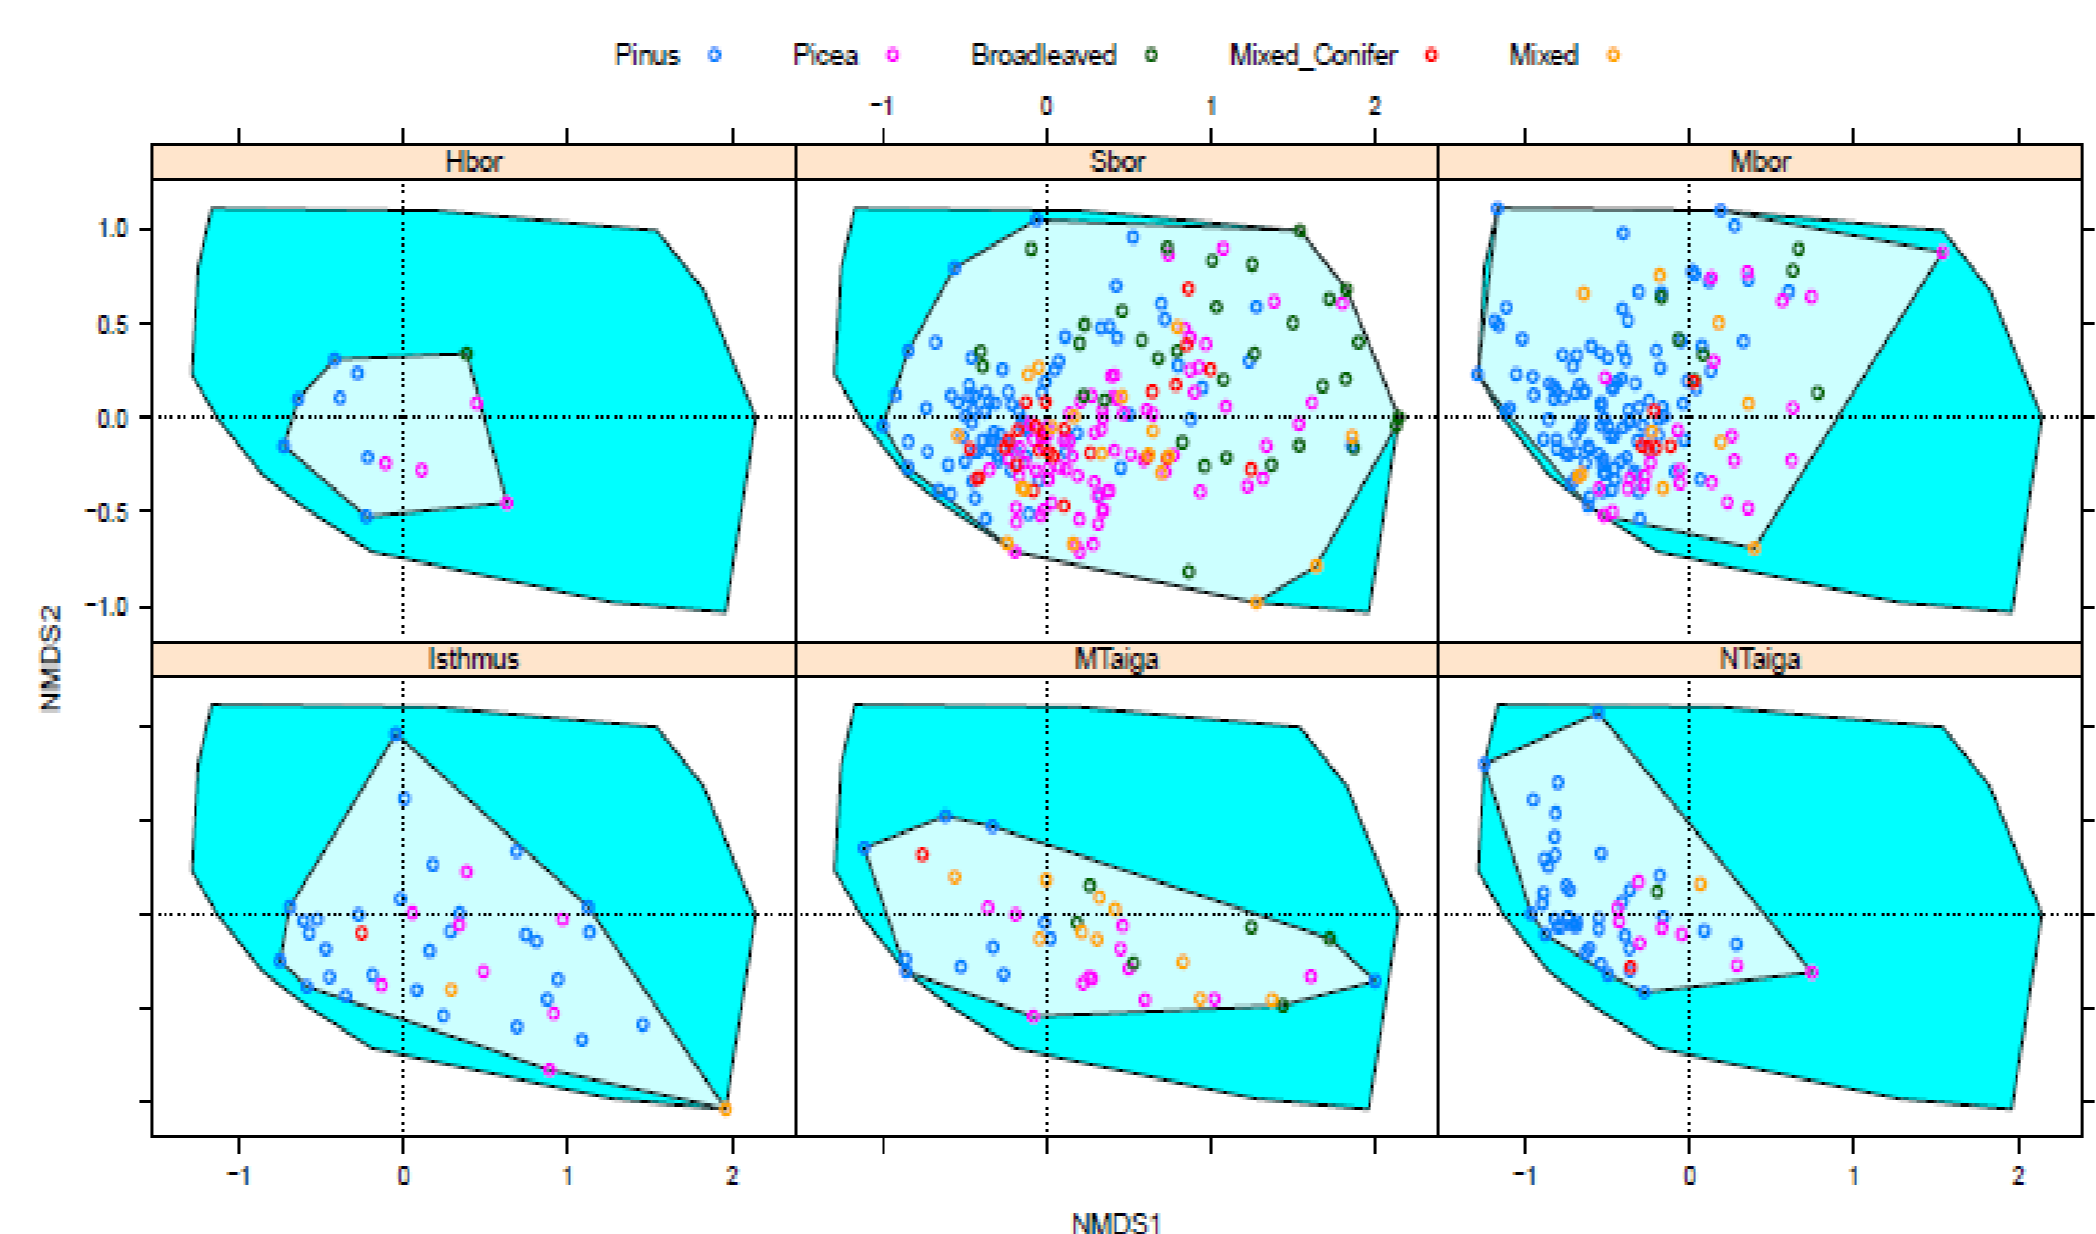 Pinus Picea Broadleaved Mixed_Conifer Mixed
−1 0 1 2
Hbor Sbor Mbor
1.0
0.5
0.0
−0.5
−1.0
NMDS2
Isthmus MTaiga NTaiga
−1 0 1 2 −1 0 1 2
NMDS1